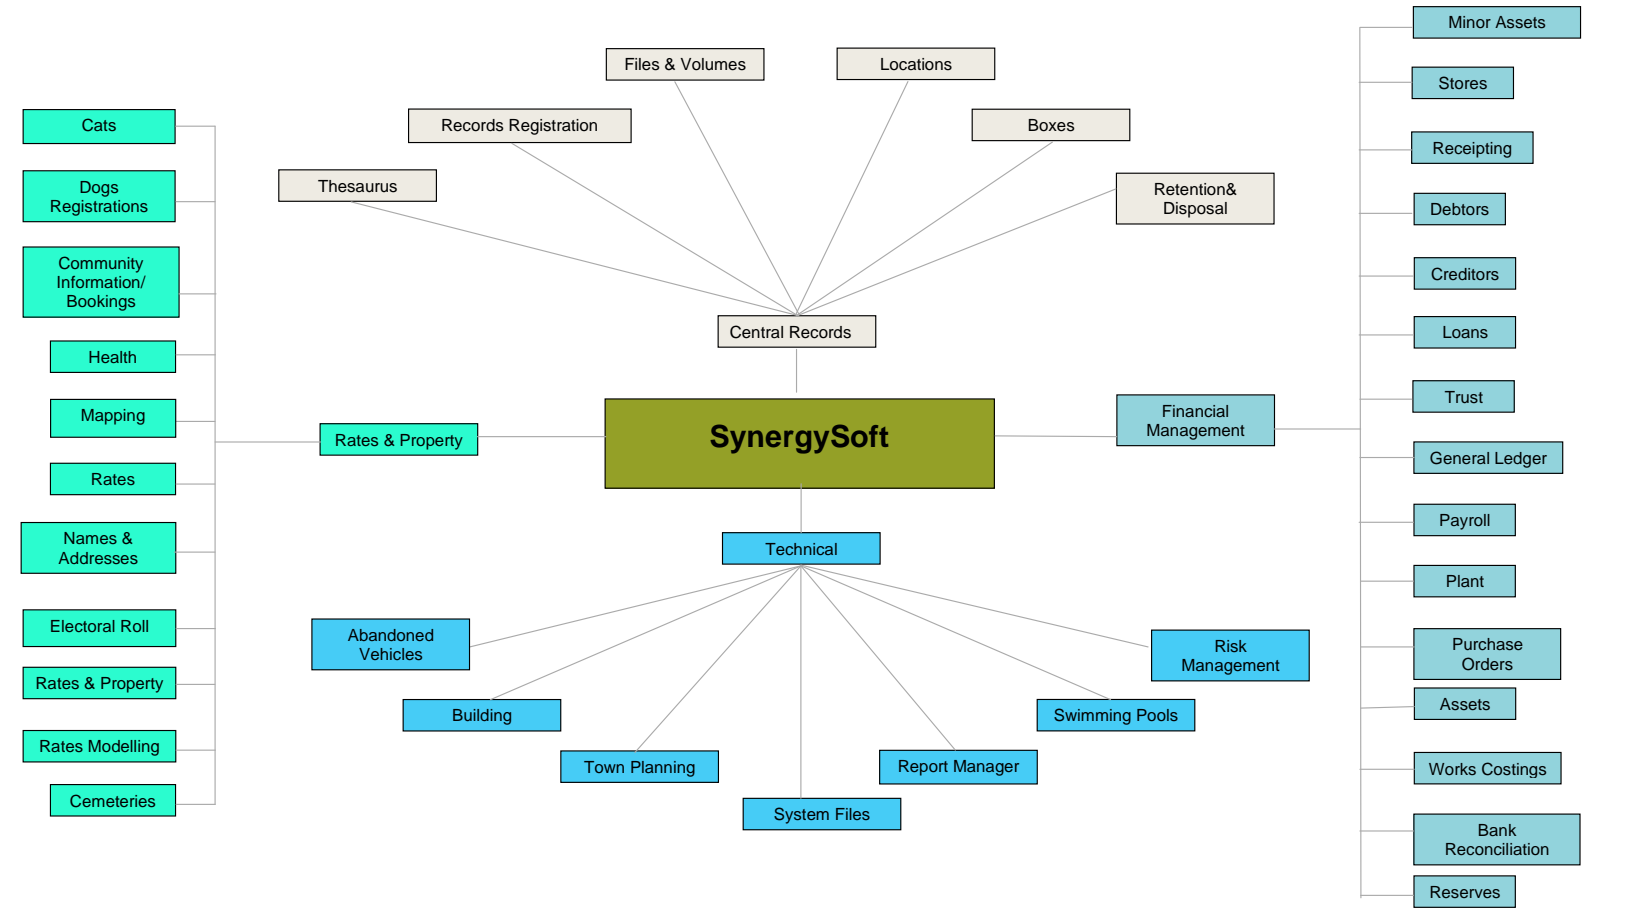 Minor Assets
Files & Volumes
Locations
Stores
Cats
Records Registration
Boxes
Receipting
Thesaurus
Retention&
Disposal
Dogs
Registrations
Debtors
Community
Information/
Bookings
Creditors
Central Records
Loans
Health
Mapping
Rates & Property
SynergySoft
Financial
Management
Trust
General Ledger
Rates
Payroll
Names &
Addresses
Technical
Plant
Electoral Roll
Abandoned
Vehicles
Risk
Management
Purchase
Orders
Rates & Property
Building
Swimming Pools
Assets
Rates Modelling
Town Planning
Report Manager
Works Costings
Cemeteries
System Files
Bank
Reconciliation
Reserves